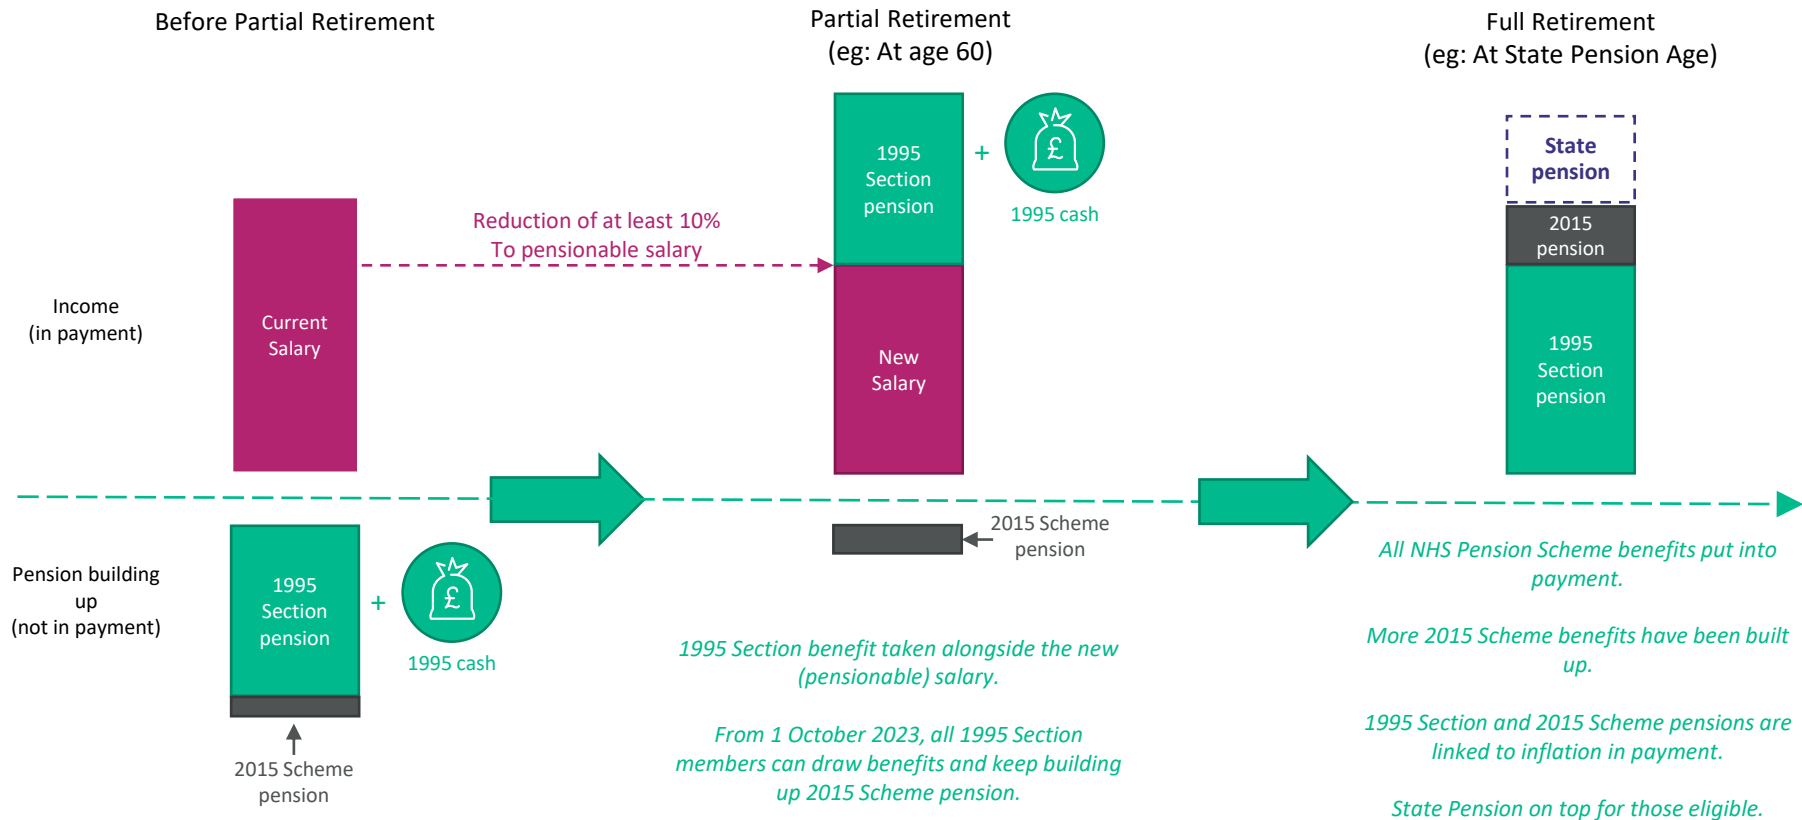 Before Partial Retirement
Partial Retirement
(eg: At age 60)
Full Retirement
(eg: At State Pension Age)
Income
(in payment)
Current
Salary
Reduction of at least 10%
To pensionable salary
1995
Section
pension
+
£
1995 cash
New
Salary
State
pension
2015
pension
1995
Section
pension
Pension building
up
(not in payment)
1995
Section
pension
+
£
1995 cash
2015 Scheme
pension
2015 Scheme
pension
1995 Section benefit taken alongside the new
(pensionable) salary.
From 1 October 2023, all 1995 Section
members can draw benefits and keep building
up 2015 Scheme pension.
All NHS Pension Scheme benefits put into
payment.
More 2015 Scheme benefits have been built
up.
1995 Section and 2015 Scheme pensions are
linked to inflation in payment.
State Pension on top for those eligible.